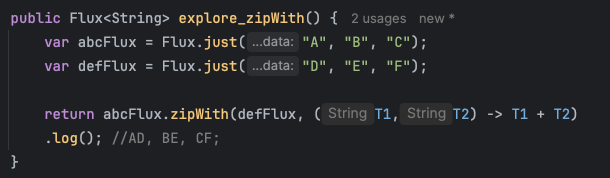 public Flux<String> explore_zipWith() { 2 usages new *
var abcFlux = Flux.just( ...data: "A", "B", "C");
var defFlux = Flux.just( ...data: "D", "E", "F");
return abcFlux.zipWith(defFlux, ( String T1, String T2) -> T1 + T2)
.log(); //AD, BE, CF;
}